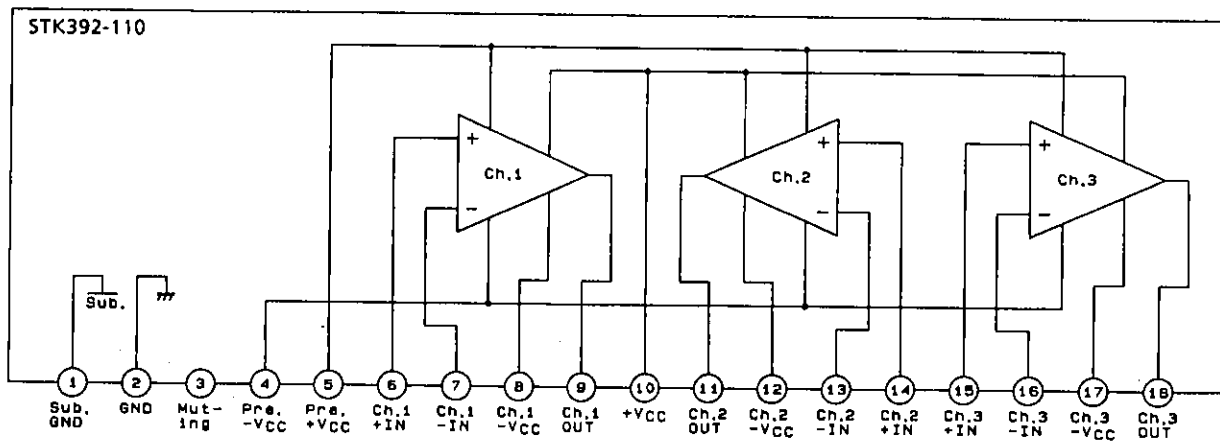 STK392-110
+
Ch.1
−
+
Ch.2
−
+
Ch.3
−
Sub.
1
2
3
4
5
6
7
8
9
10
11
12
13
14
15
16
17
18
Sub.
GND
GND
Mut-
ing
Pre.
-VCC
Pre.
+VCC
Ch.1
+IN
Ch.1
-IN
Ch.1
-VCC
Ch.1
OUT
+VCC
Ch.2
OUT
Ch.2
-VCC
Ch.2
-IN
Ch.2
+IN
Ch.3
+IN
Ch.3
-IN
Ch.3
-VCC
Ch.3
OUT